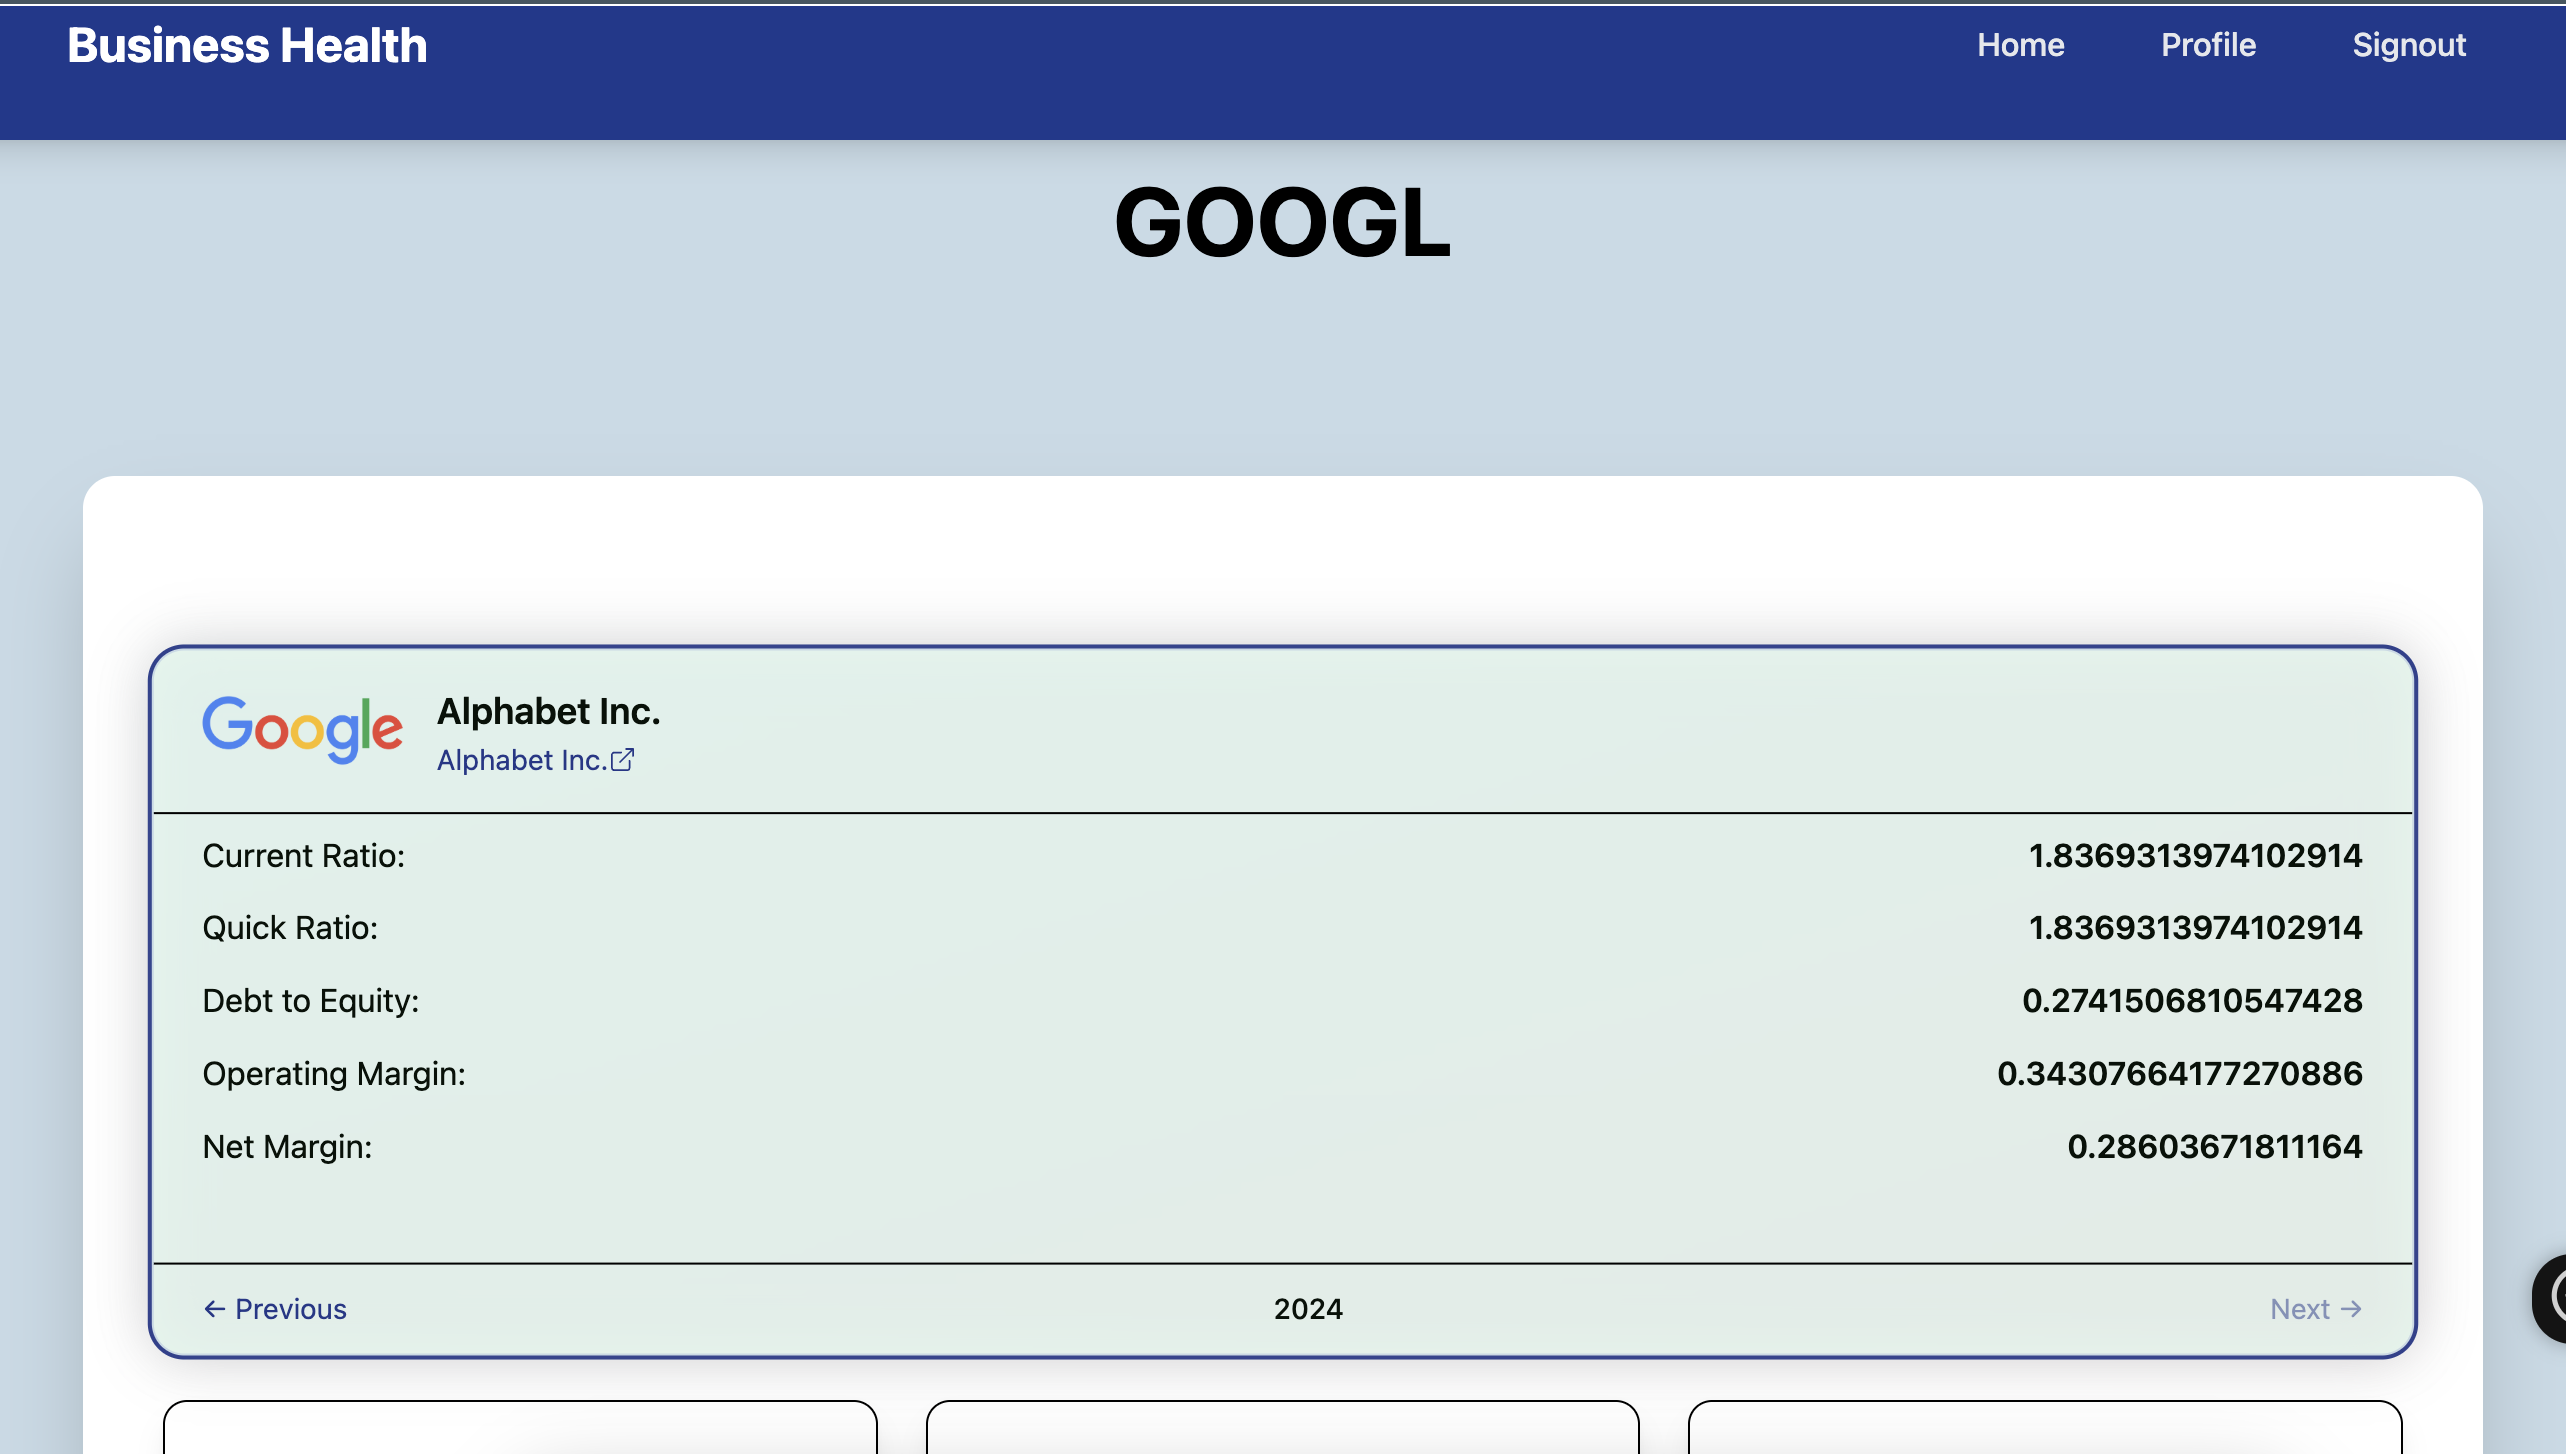 Business Health
Home Profile Signout
GOOGL
Google
Alphabet Inc.
Alphabet Inc.
Current Ratio: 1.8369313974102914
Quick Ratio: 1.8369313974102914
Debt to Equity: 0.2741506810547428
Operating Margin: 0.34307664177270886
Net Margin: 0.28603671811164
← Previous 2024 Next →